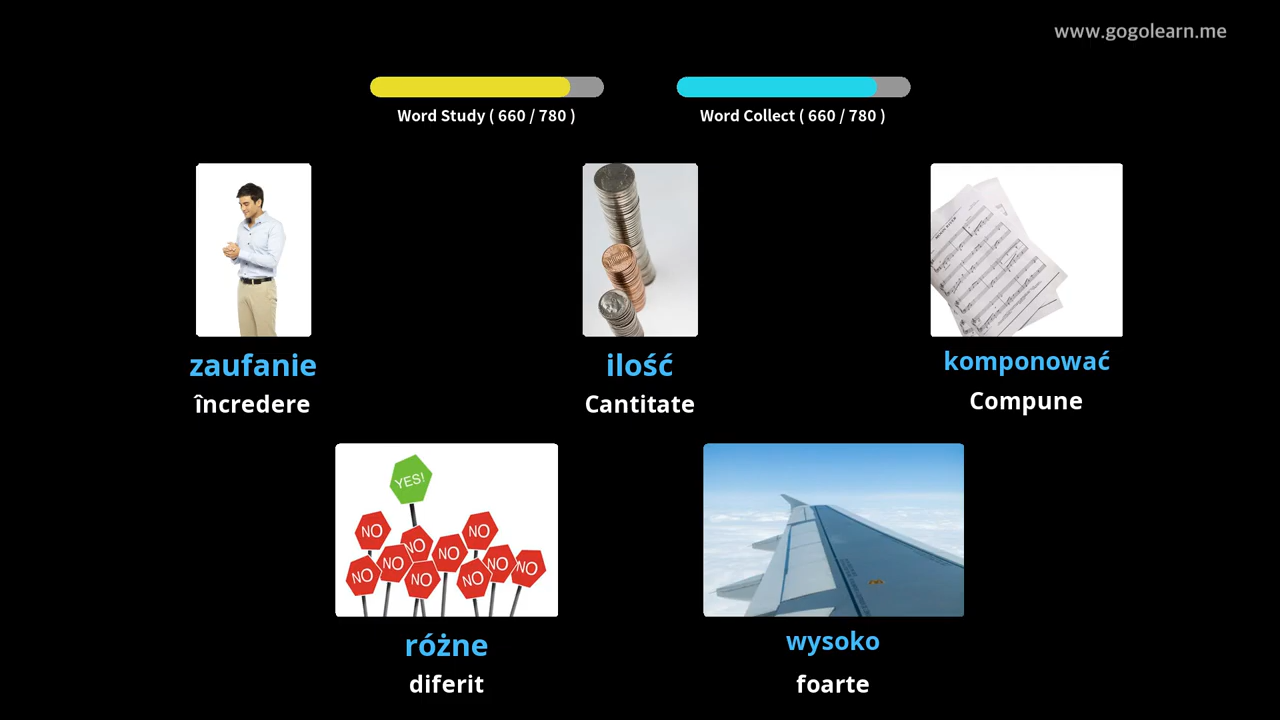 www.gogolearn.me
Word Study ( 660 / 780 )
Word Collect ( 660 / 780 )
zaufanie
încredere
ilość
Cantitate
komponować
Compune
YES!
NO
NO
NO
NO
NO
NO
NO
NO
NO
NO
różne
diferit
wysoko
foarte